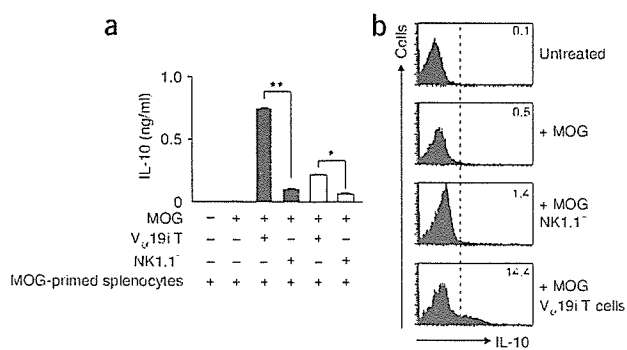 a
IL-10 (ng/ml)
1.0
0.5
0
**
*
MOG − + + + + +
Vα19i T − − + − + −
NK1.1⁻ − − − + − +
MOG-primed splenocytes + + + + + +
b
Cells
0.1
Untreated
0.5
+ MOG
1.4
+ MOG
NK1.1⁻
14.4
+ MOG
Vα19i T cells
IL-10